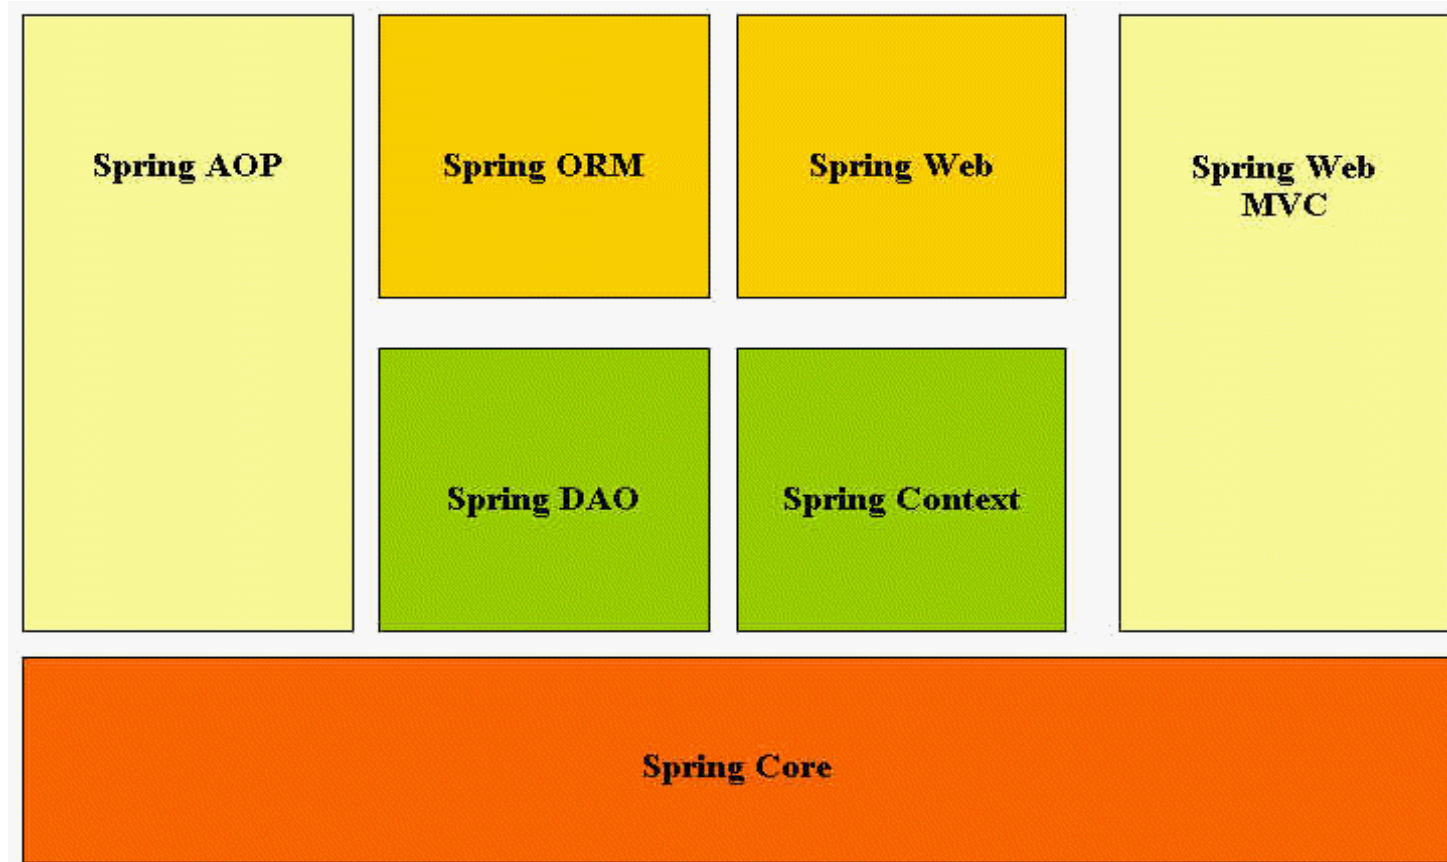 Spring AOP
Spring ORM
Spring Web
Spring Web
MVC
Spring DAO
Spring Context
Spring Core